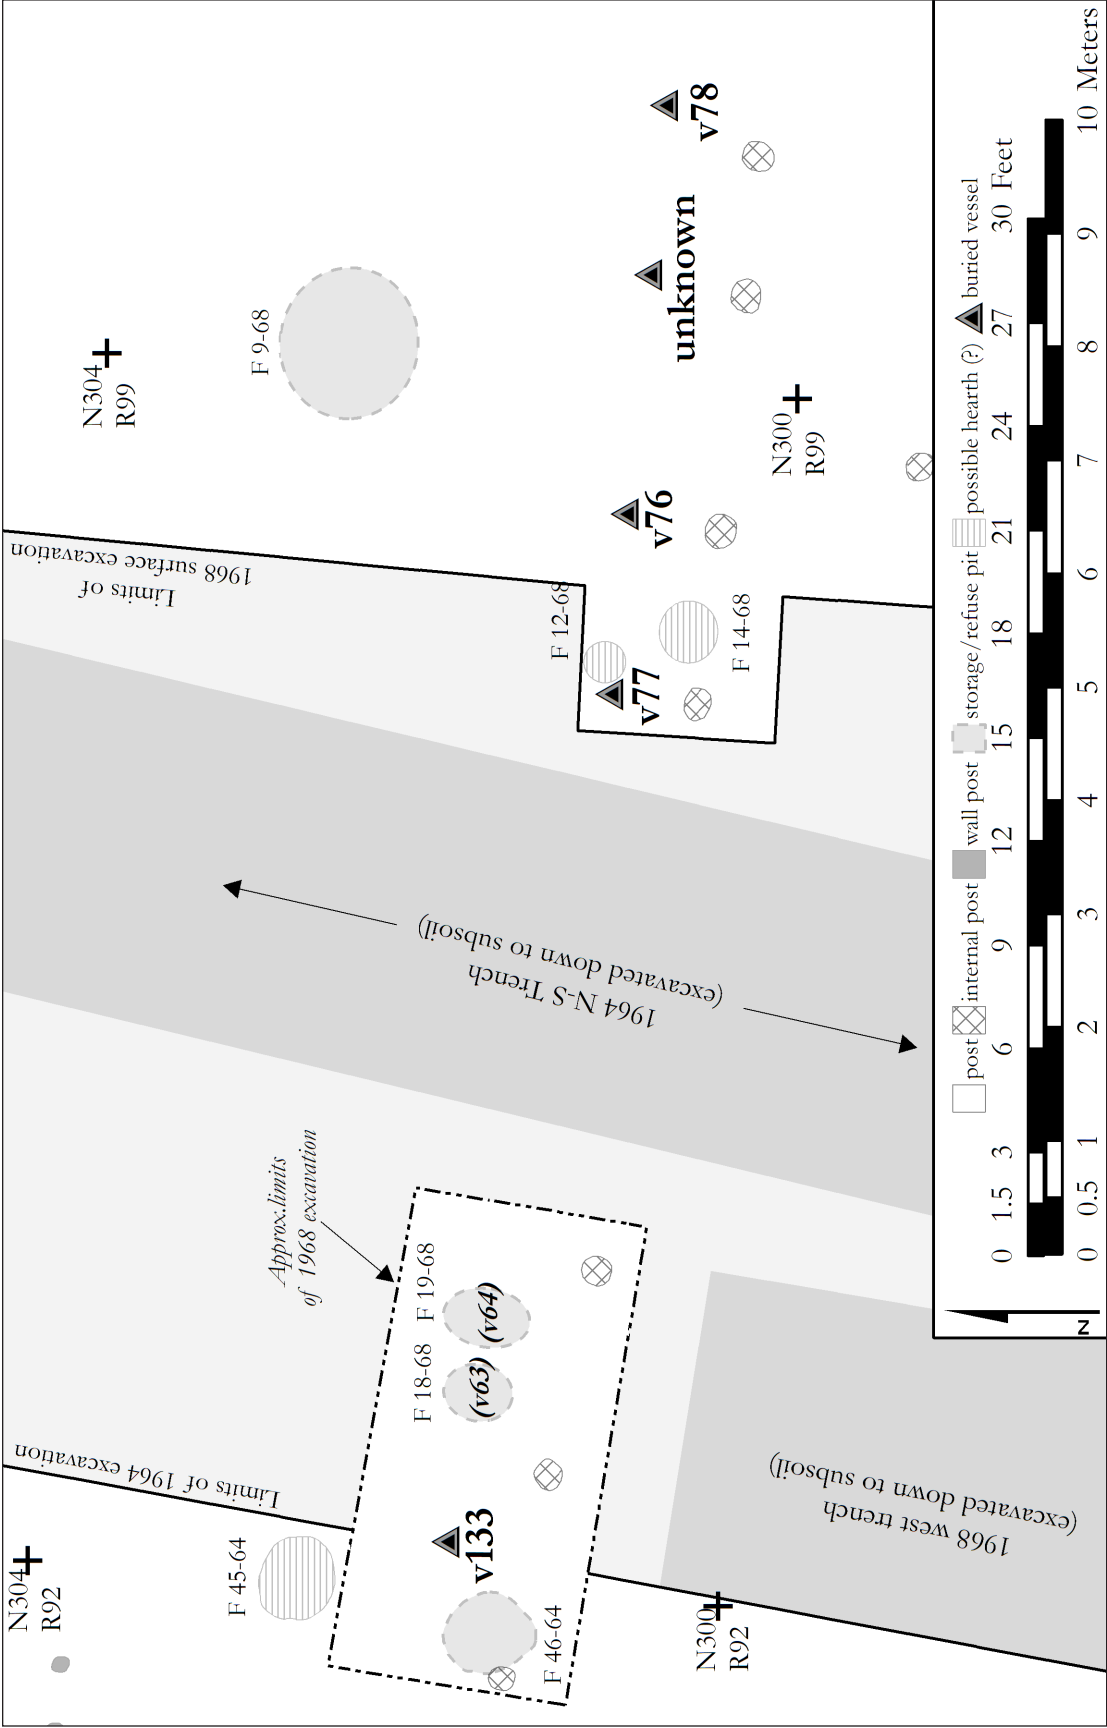 N304
R92
N304
R99
Limits of 1964 excavation
Limits of
1968 surface excavation
F 45-64
F 9-68
Approx.limits
of 1968 excavation
F 18-68
F 19-68
(v63)
(v64)
v133
F 46-64
1964 N-S Trench
(excavated down to subsoil)
F 12-68
v77
F 14-68
v76
unknown
v78
N300
R92
N300
R99
1968 west trench
(excavated down to subsoil)
N
post
internal post
wall post
storage/refuse pit
possible hearth (?)
buried vessel
0 1.5 3 6 9 12 15 18 21 24 27 30 Feet
0 0.5 1 2 3 4 5 6 7 8 9 10 Meters